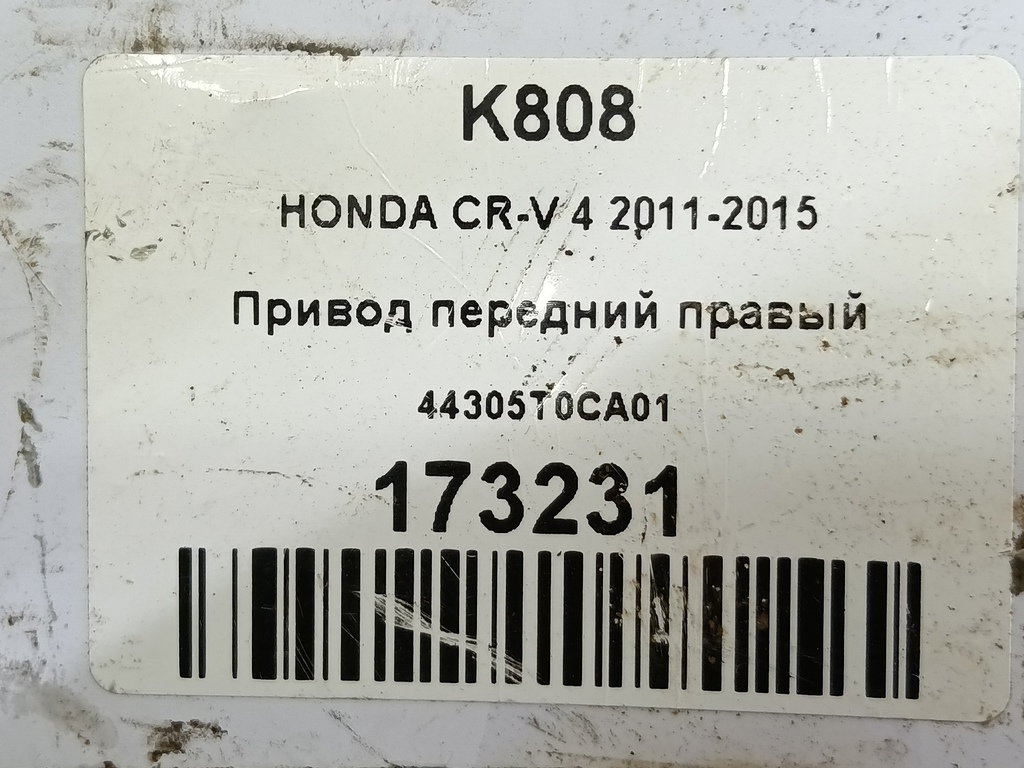 K808
HONDA CR-V 4 2011-2015
Привод передний правый
44305T0CA01
173231